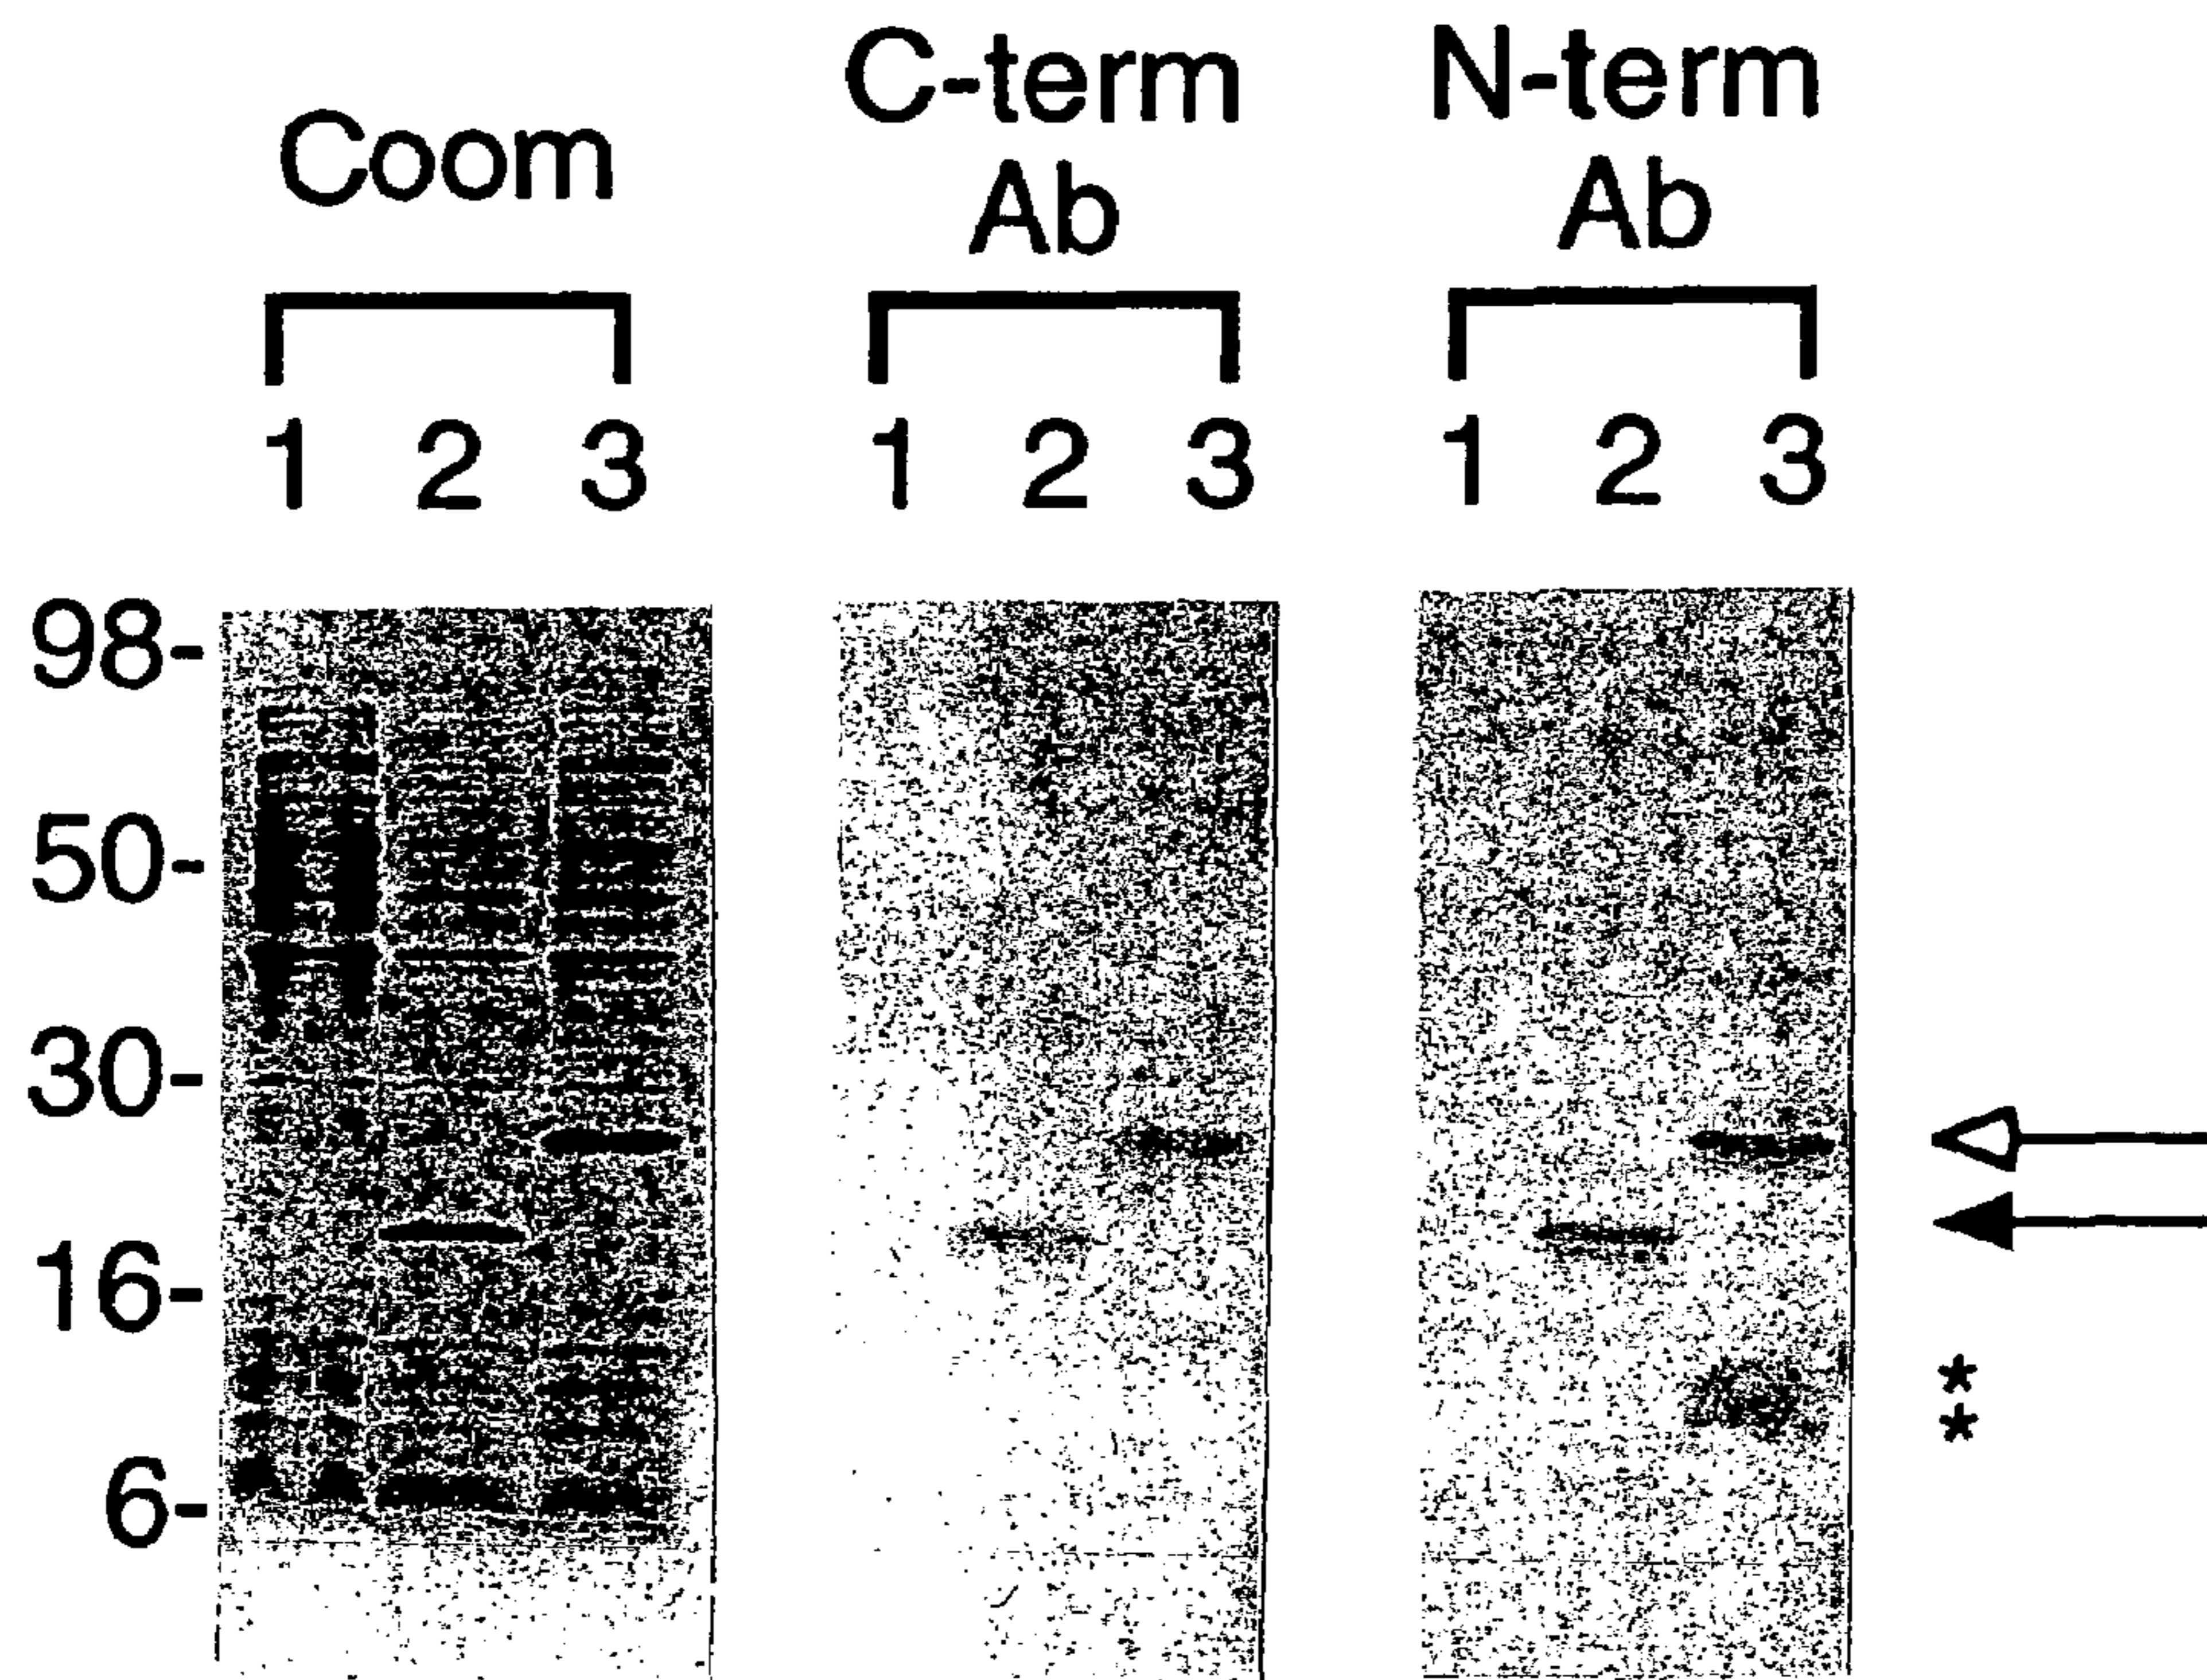 Coom
C-term
Ab
N-term
Ab
1 2 3
1 2 3
1 2 3
98-
50-
30-
16-
6-
*
*